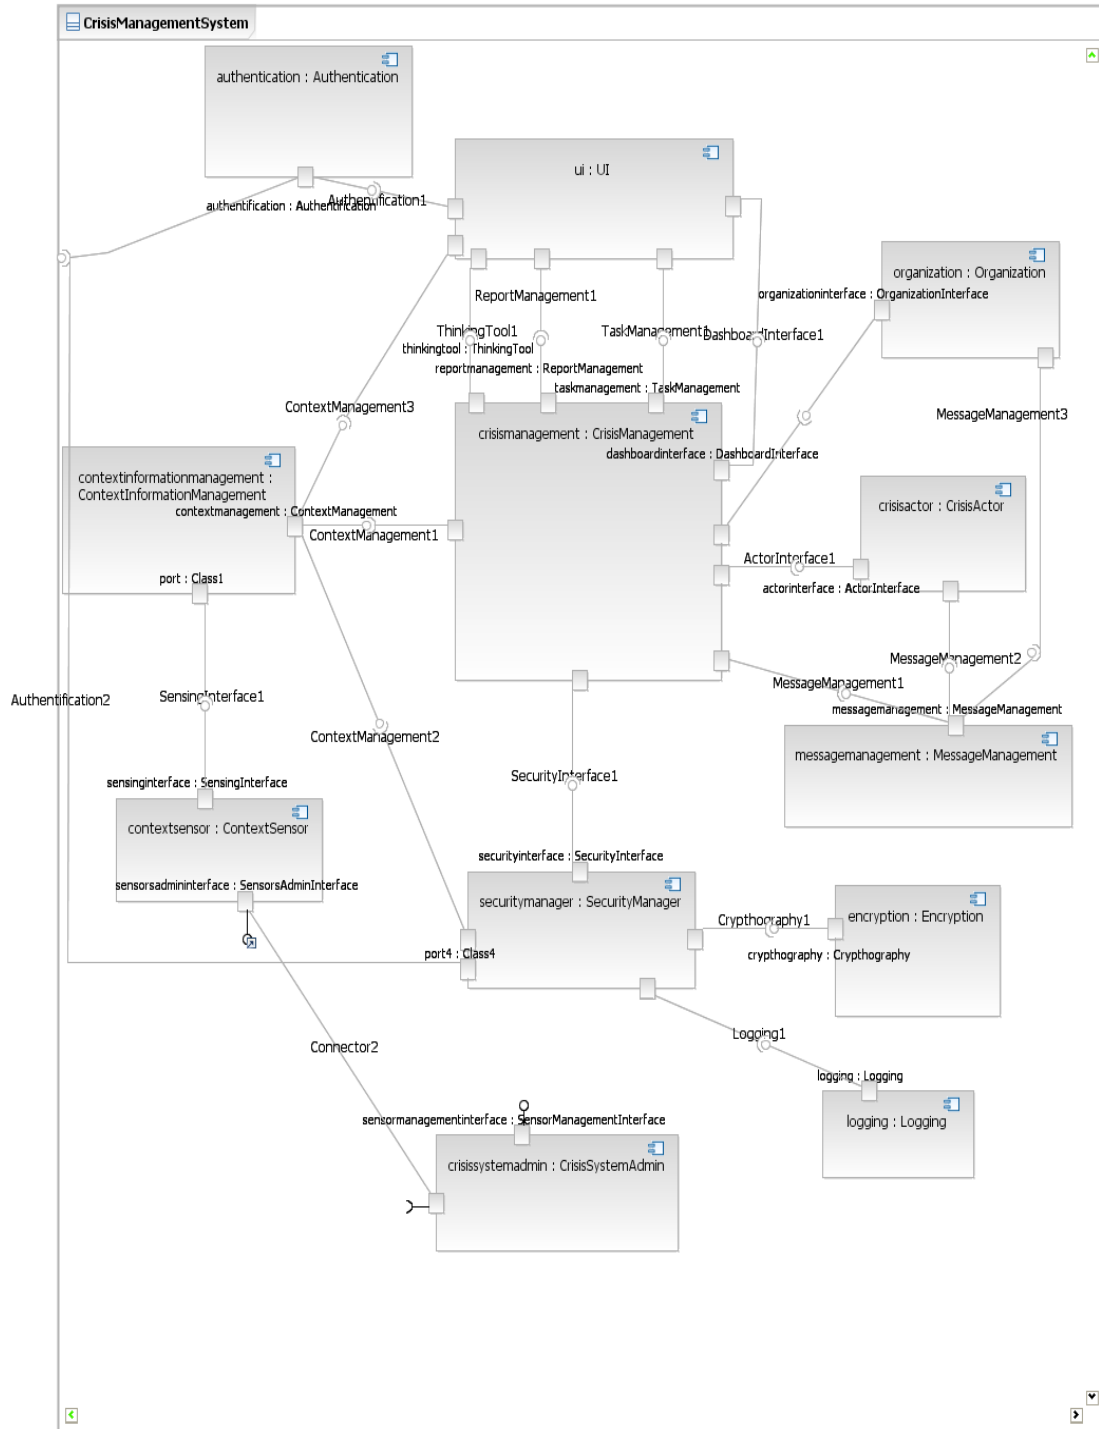 CrisisManagementSystem
authentication : Authentication
ui : UI
authentification : Authentification
Authentification1
organization : Organization
organizationinterface : OrganizationInterface
ReportManagement1
ThinkingTool1
TaskManagement1
DashboardInterface1
thinkingtool : ThinkingTool
reportmanagement : ReportManagement
taskmanagement : TaskManagement
ContextManagement3
MessageManagement3
crisismanagement : CrisisManagement
dashboardinterface : DashboardInterface
contextinformationmanagement :
ContextInformationManagement
contextmanagement : ContextManagement
ContextManagement1
crisisactor : CrisisActor
ActorInterface1
port : Class1
actorinterface : ActorInterface
MessageManagement2
MessageManagement1
Authentification2
SensingInterface1
messagemanagement : MessageManagement
ContextManagement2
messagemanagement : MessageManagement
SecurityInterface1
sensinginterface : SensingInterface
contextsensor : ContextSensor
securityinterface : SecurityInterface
sensorsadmininterface : SensorsAdminInterface
securitymanager : SecurityManager
Crypthography1
encryption : Encryption
port4 : Class4
crypthography : Crypthography
Connector2
Logging1
logging : Logging
sensormanagementinterface : SensorManagementInterface
logging : Logging
crisissystemadmin : CrisisSystemAdmin